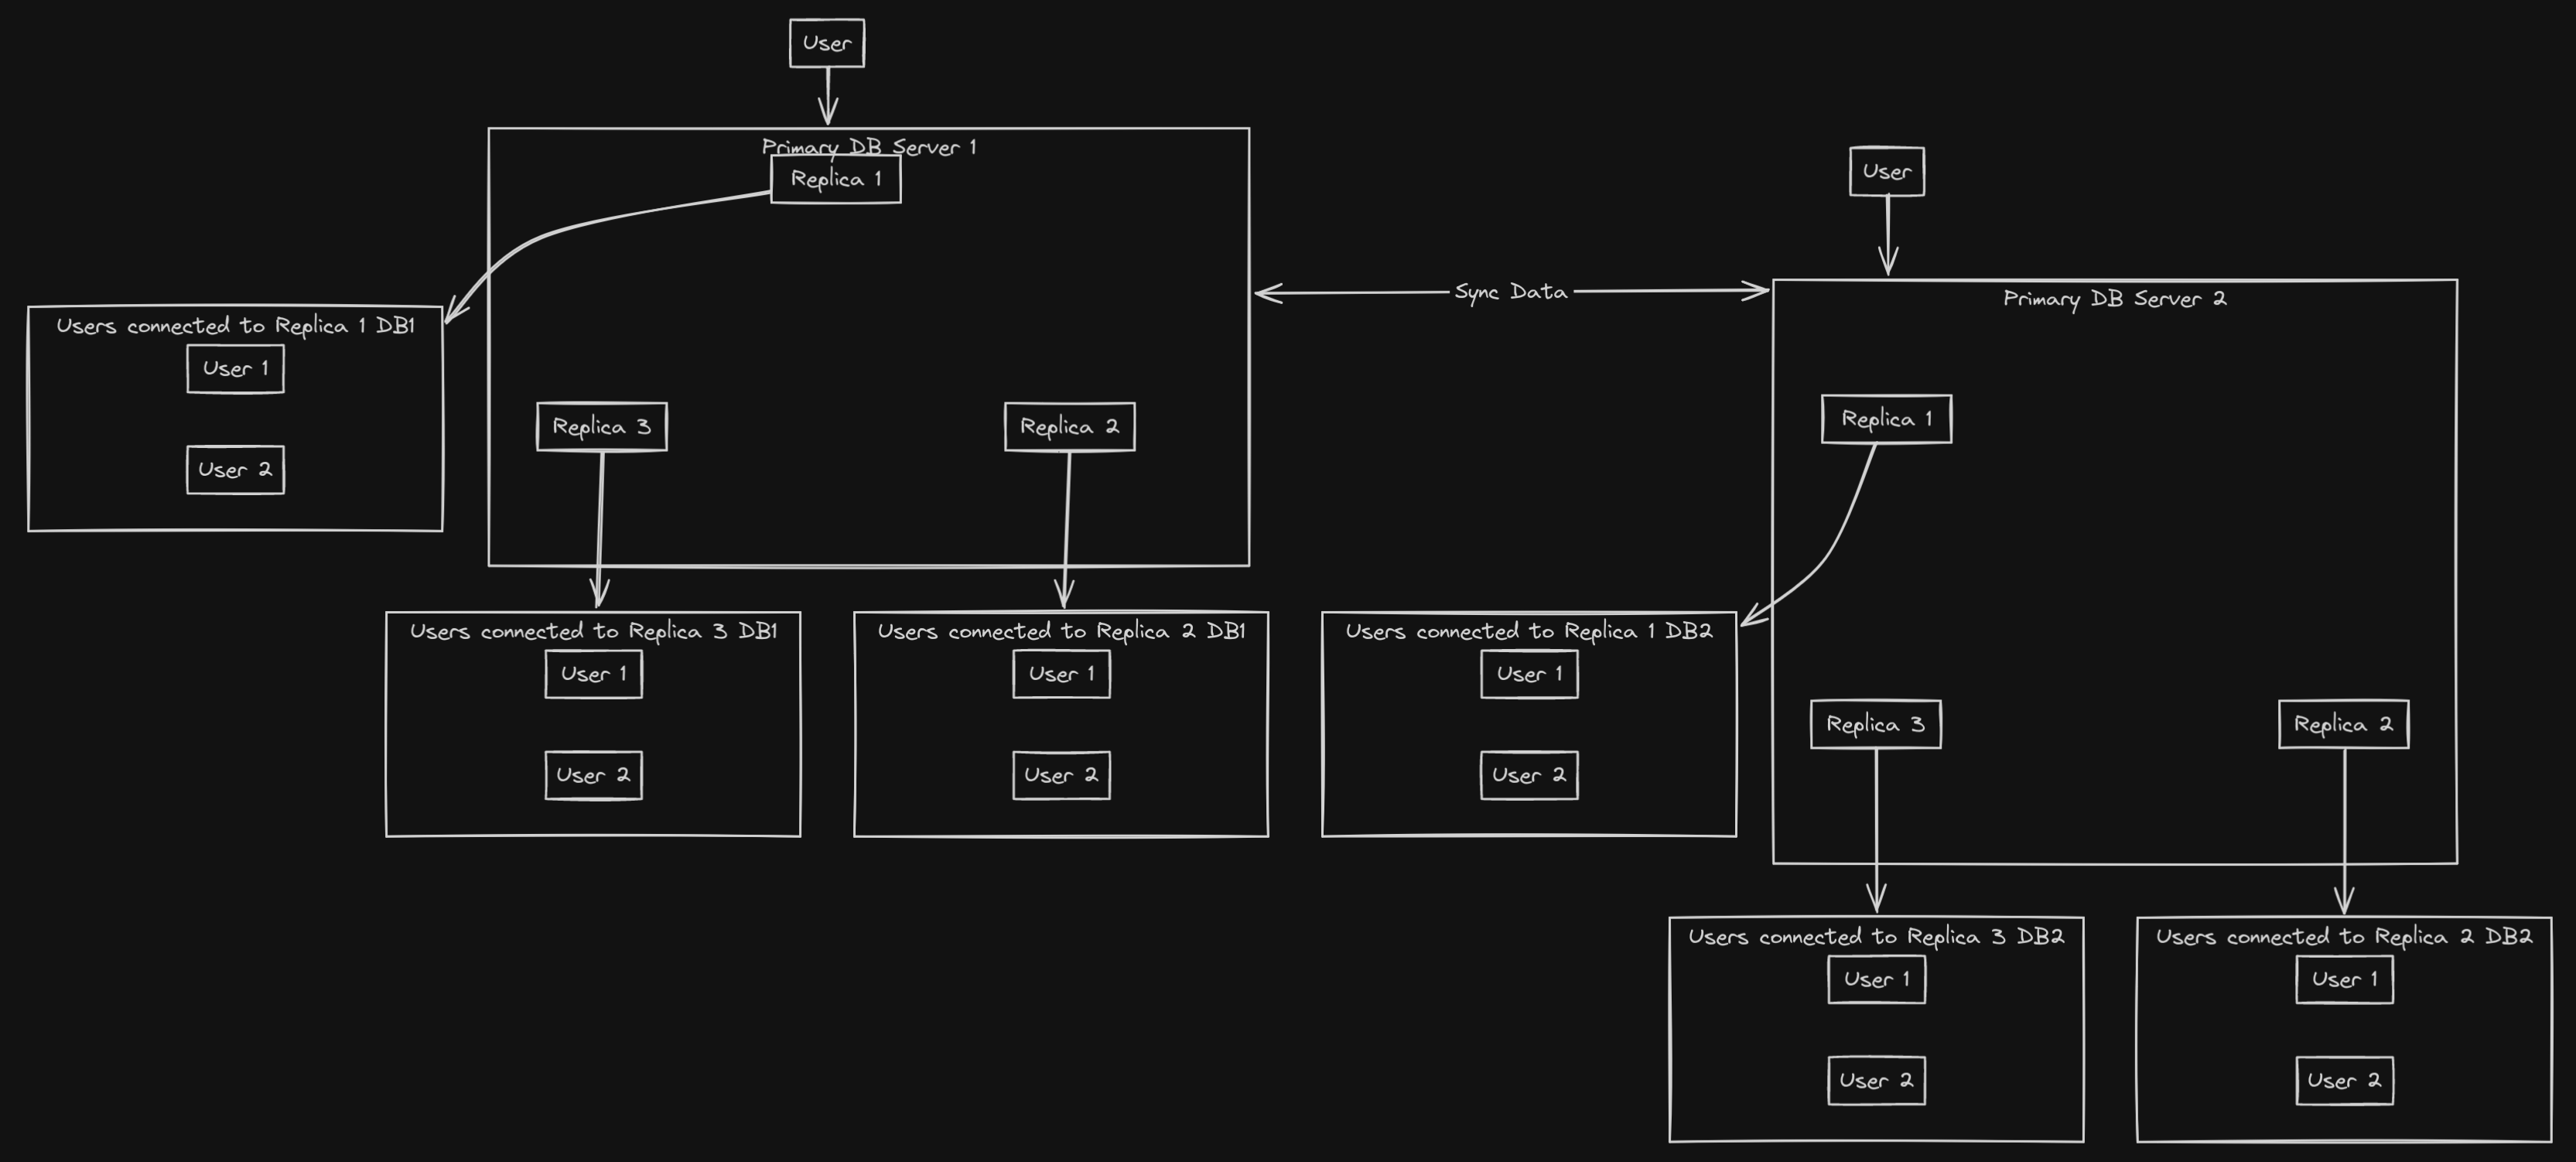 User
Primary DB Server 1
Replica 1
User
Sync Data
Primary DB Server 2
Users connected to Replica 1 DB1
User 1
User 2
Replica 3
Replica 2
Replica 1
Users connected to Replica 3 DB1
User 1
User 2
Users connected to Replica 2 DB1
User 1
User 2
Users connected to Replica 1 DB2
User 1
User 2
Replica 3
Replica 2
Users connected to Replica 3 DB2
User 1
User 2
Users connected to Replica 2 DB2
User 1
User 2